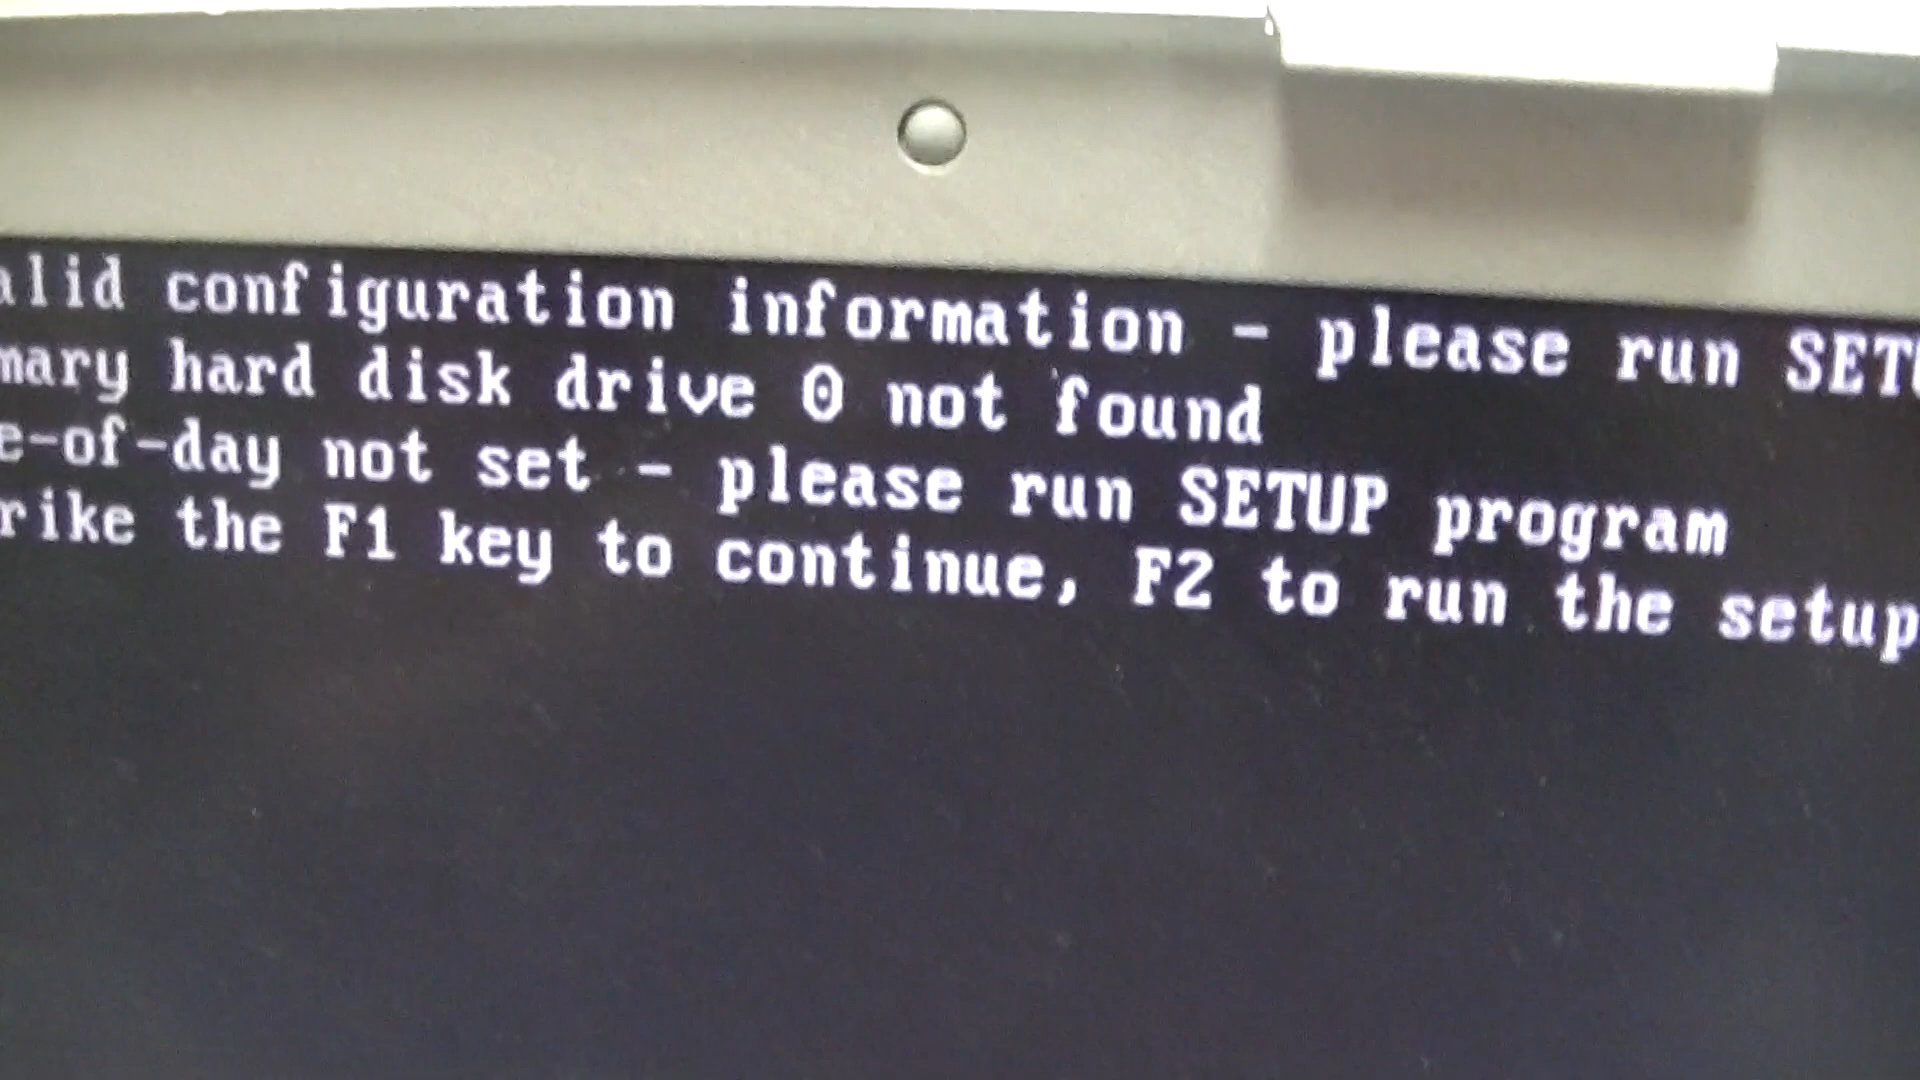 alid configuration information - please run SETU
mary hard disk drive 0 not found
e-of-day not set - please run SETUP program
rike the F1 key to continue, F2 to run the setup